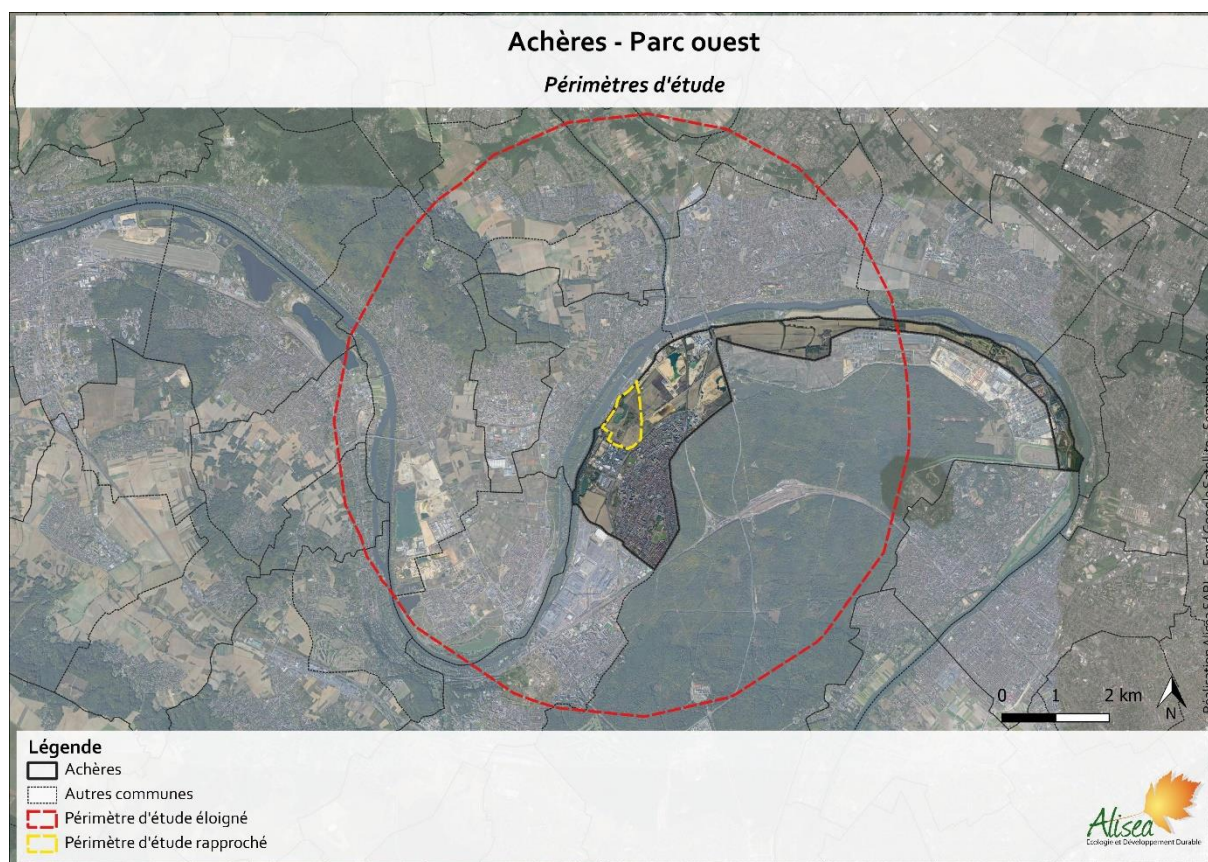 Achères - Parc ouest
Périmètres d'étude
0 1 2 km
N
Légende
Achères
Autres communes
Périmètre d'étude éloigné
Périmètre d'étude rapproché
Alisea
Ecologie et Développement Durable